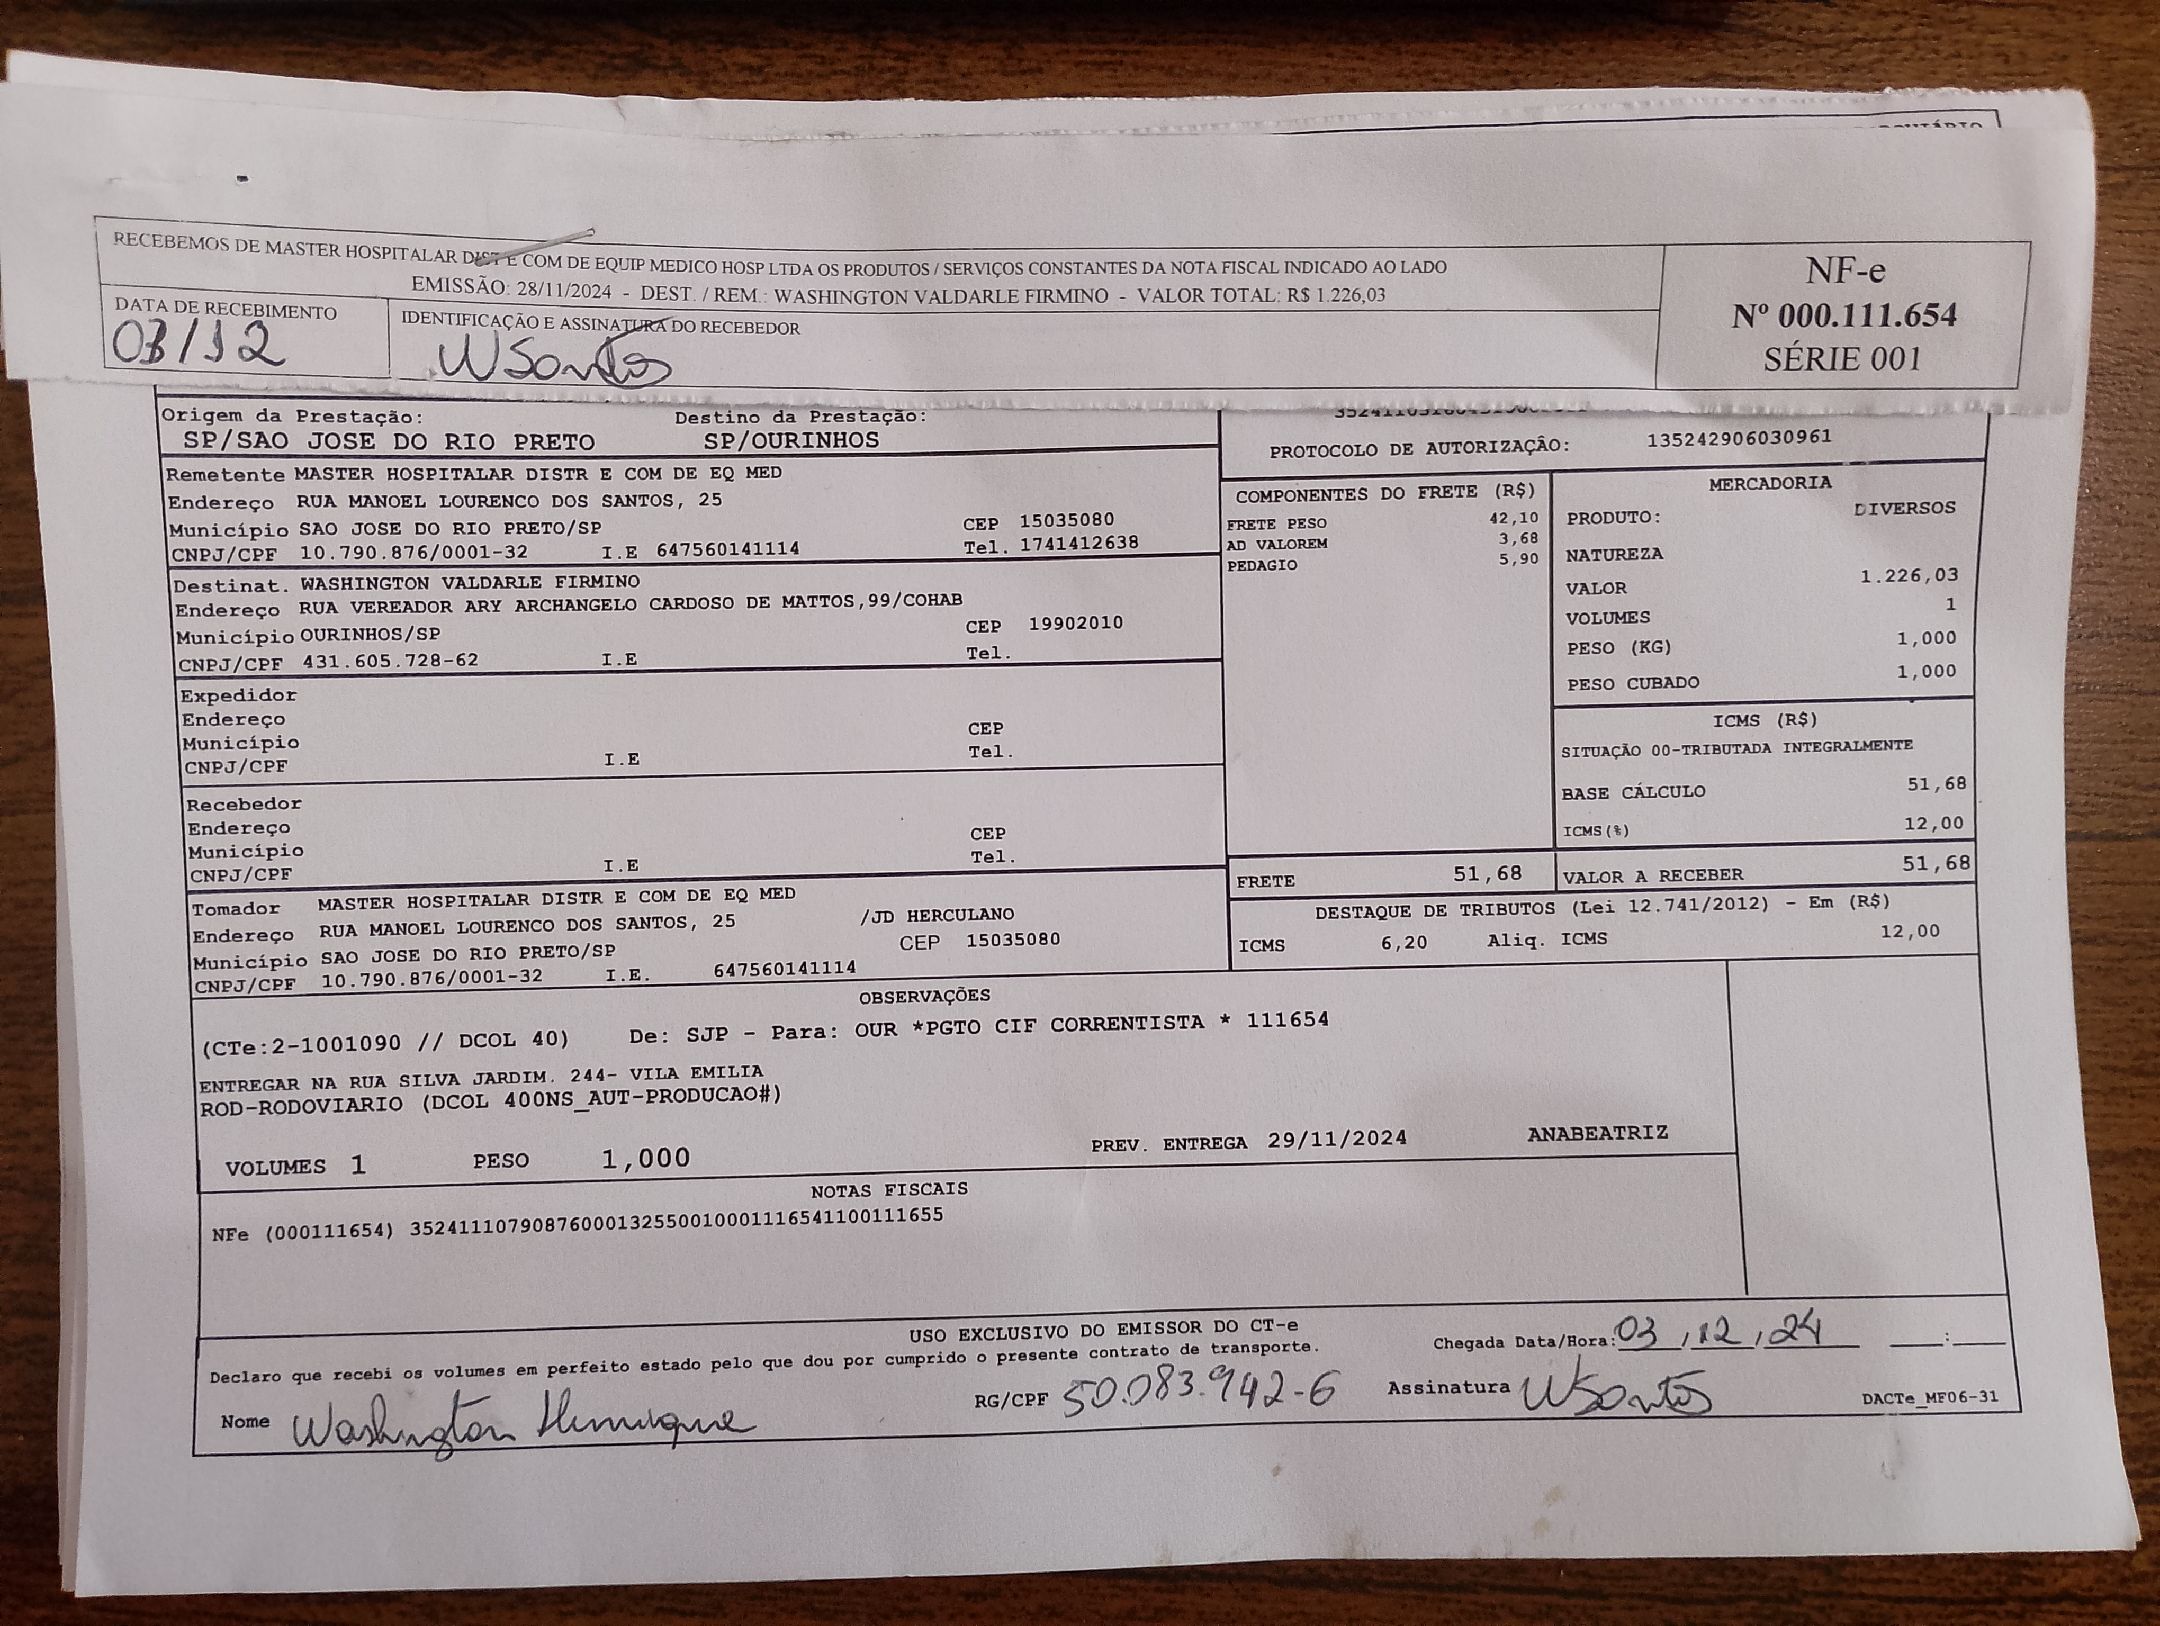 RECEBEMOS DE MASTER HOSPITALAR DIST E COM DE EQUIP MEDICO HOSP LTDA OS PRODUTOS / SERVIÇOS CONSTANTES DA NOTA FISCAL INDICADO AO LADO
EMISSÃO: 28/11/2024 - DEST. / REM.: WASHINGTON VALDARLE FIRMINO - VALOR TOTAL: R$ 1.226,03
NF-e
Nº 000.111.654
SÉRIE 001
DATA DE RECEBIMENTO
03/12
IDENTIFICAÇÃO E ASSINATURA DO RECEBEDOR
WSantos
Origem da Prestação: Destino da Prestação:
SP/SAO JOSE DO RIO PRETO SP/OURINHOS
PROTOCOLO DE AUTORIZAÇÂO: 135242906030961
Remetente MASTER HOSPITALAR DISTR E COM DE EQ MED
Endereço RUA MANOEL LOURENCO DOS SANTOS, 25
Município SAO JOSE DO RIO PRETO/SP CEP 15035080
CNPJ/CPF 10.790.876/0001-32 I.E 647560141114 Tel. 1741412638
Destinat. WASHINGTON VALDARLE FIRMINO
Endereço RUA VEREADOR ARY ARCHANGELO CARDOSO DE MATTOS,99/COHAB
Município OURINHOS/SP CEP 19902010
CNPJ/CPF 431.605.728-62 I.E Tel.
Expedidor
Endereço
Município CEP
CNPJ/CPF I.E Tel.
Recebedor
Endereço
Município CEP
CNPJ/CPF I.E Tel.
Tomador MASTER HOSPITALAR DISTR E COM DE EQ MED
Endereço RUA MANOEL LOURENCO DOS SANTOS, 25 /JD HERCULANO
Município SAO JOSE DO RIO PRETO/SP CEP 15035080
CNPJ/CPF 10.790.876/0001-32 I.E. 647560141114
COMPONENTES DO FRETE (R$)
FRETE PESO 42,10
AD VALOREM 3,68
PEDAGIO 5,90
MERCADORIA
PRODUTO: DIVERSOS
NATUREZA
VALOR 1.226,03
VOLUMES 1
PESO (KG) 1,000
PESO CUBADO 1,000
ICMS (R$)
SITUAÇÃO 00-TRIBUTADA INTEGRALMENTE
BASE CÁLCULO 51,68
ICMS(%) 12,00
FRETE 51,68 VALOR A RECEBER 51,68
DESTAQUE DE TRIBUTOS (Lei 12.741/2012) - Em (R$)
ICMS 6,20 Aliq. ICMS 12,00
OBSERVAÇÕES
(CTe:2-1001090 // DCOL 40) De: SJP - Para: OUR *PGTO CIF CORRENTISTA * 111654
ENTREGAR NA RUA SILVA JARDIM. 244- VILA EMILIA
ROD-RODOVIARIO (DCOL 400NS_AUT-PRODUCAO#)
VOLUMES 1 PESO 1,000 PREV. ENTREGA 29/11/2024 ANABEATRIZ
NOTAS FISCAIS
NFe (000111654) 35241110790876000132550010001116541100111655
USO EXCLUSIVO DO EMISSOR DO CT-e
Declaro que recebi os volumes em perfeito estado pelo que dou por cumprido o presente contrato de transporte.
Chegada Data/Hora: 03/12/24 :
Nome Washington Henrique RG/CPF 50.083.942-6 Assinatura WSantos DACTe_MF06-31